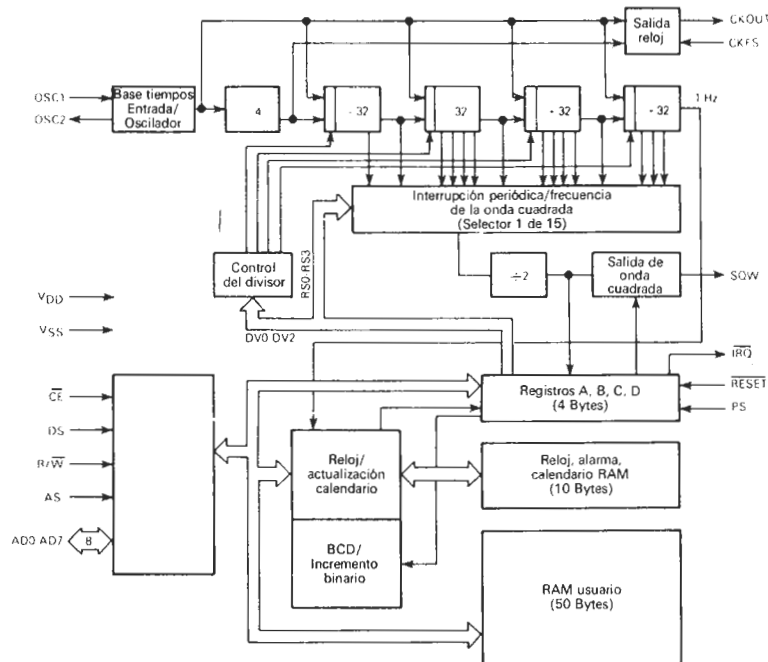 Salida
reloj
CKOUT
CKFS
OSC1
OSC2
Base tiempos
Entrada/
Oscilador
4
- 32
32
- 32
- 32
1 Hz
Interrupción periódica/frecuencia
de la onda cuadrada
(Selector 1 de 15)
Control
del divisor
RS0-RS3
÷2
Salida de
onda
cuadrada
SQW
VDD
VSS
DV0 DV2
IRQ
RESET
PS
Registros A, B, C, D
(4 Bytes)
CE
DS
R/W
AS
AD0 AD7
8
Reloj/
actualización
calendario
Reloj, alarma,
calendario RAM
(10 Bytes)
BCD/
Incremento
binario
RAM usuario
(50 Bytes)